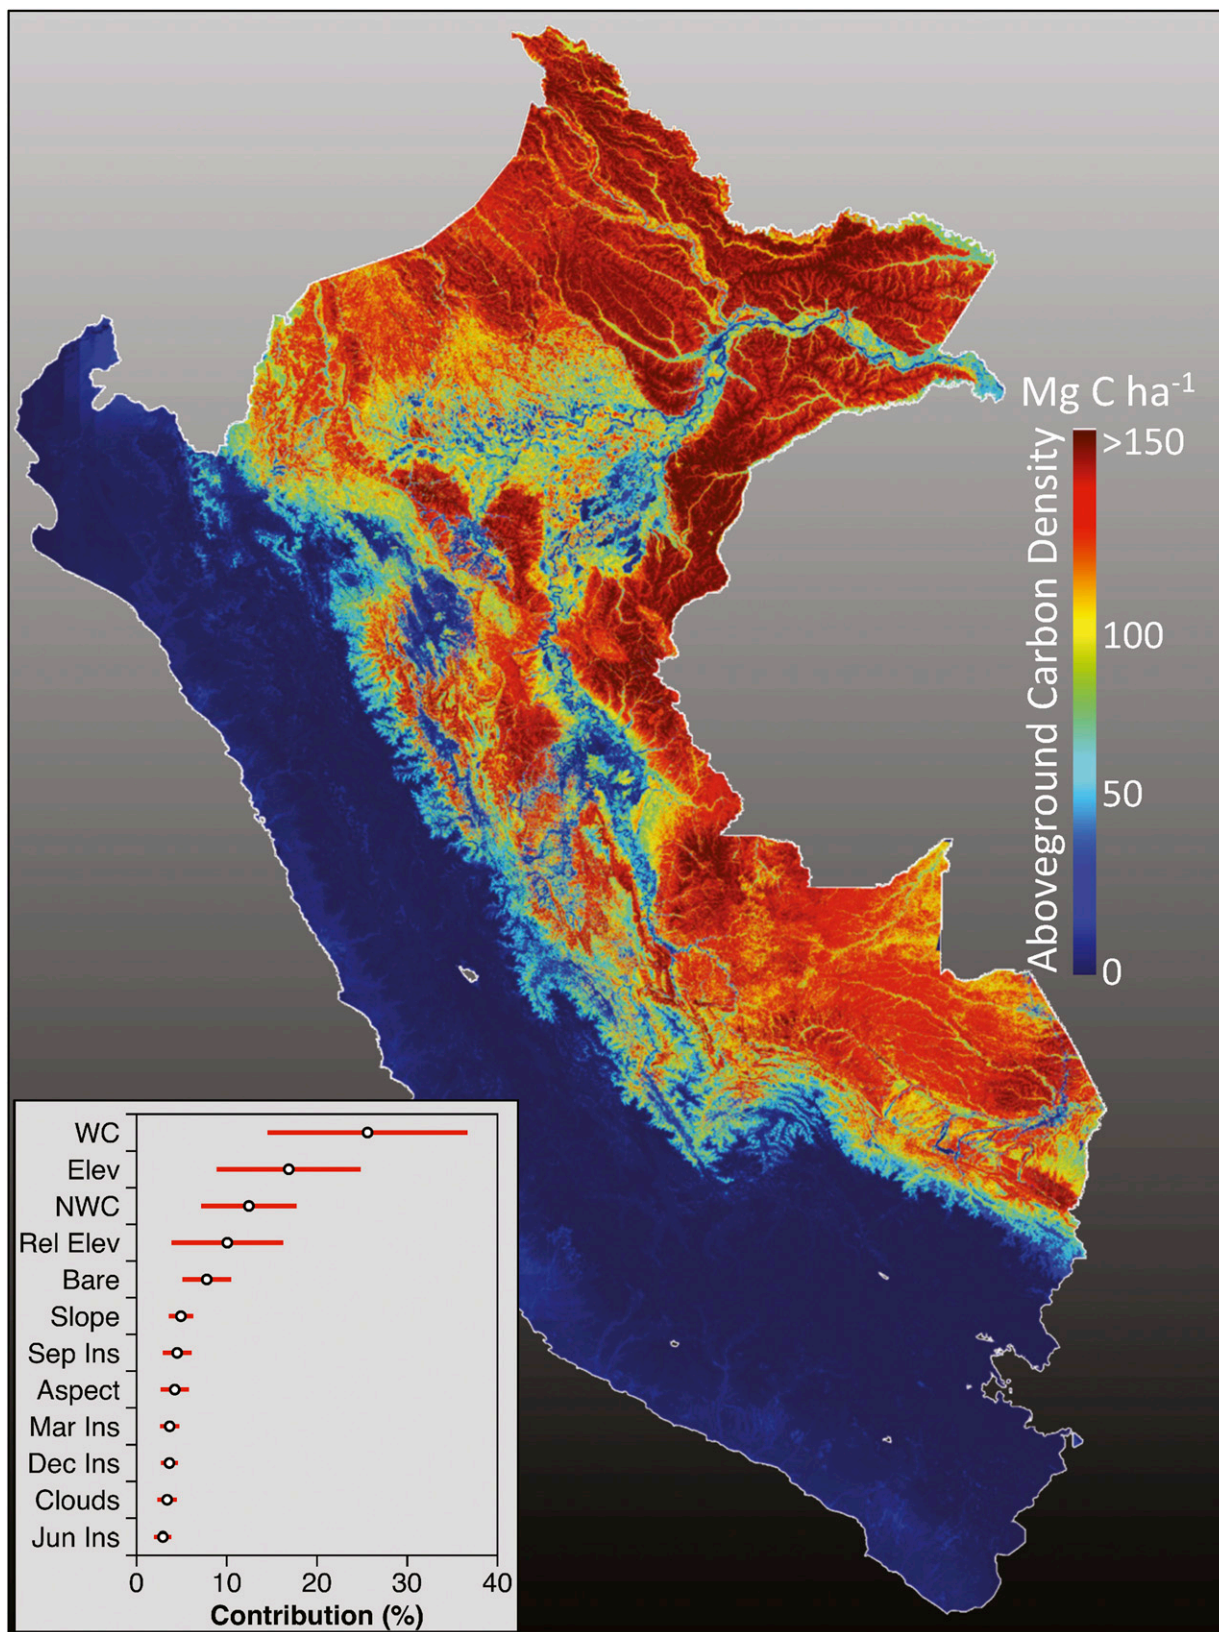 Mg C ha-1
Aboveground Carbon Density
>150
100
50
0
WC
Elev
NWC
Rel Elev
Bare
Slope
Sep Ins
Aspect
Mar Ins
Dec Ins
Clouds
Jun Ins
0 10 20 30 40
Contribution (%)